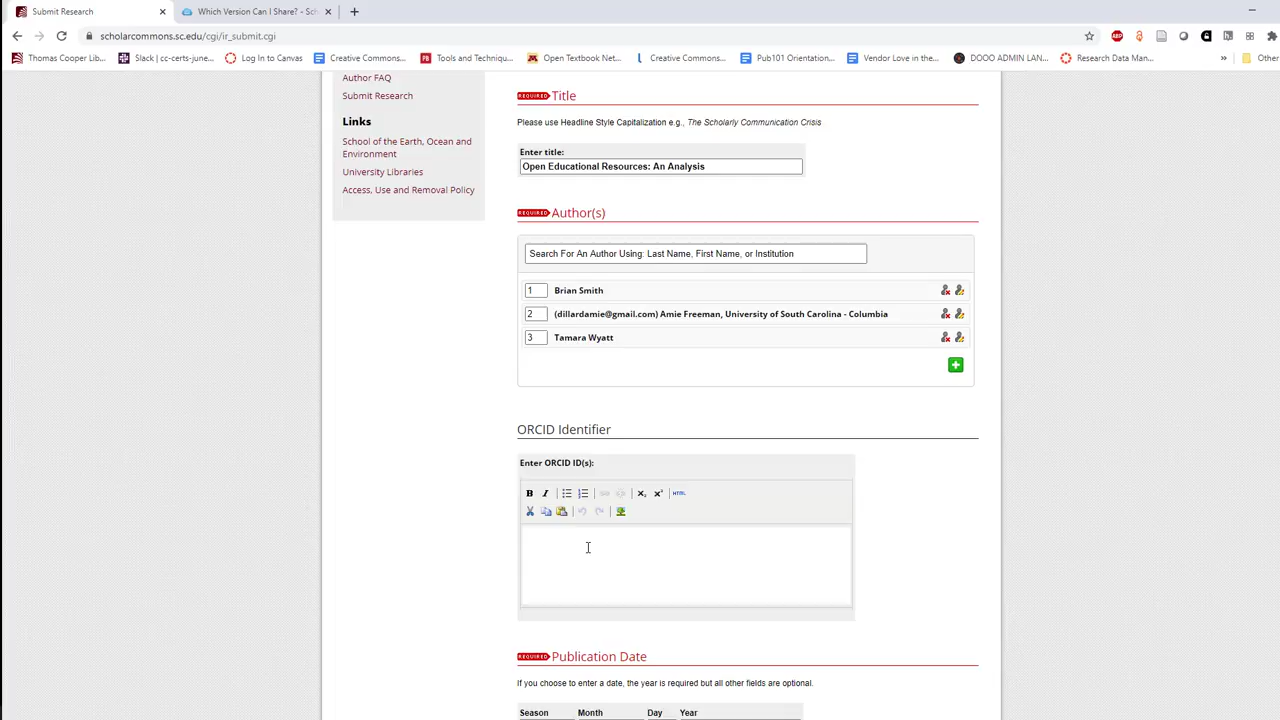 Submit Research
Which Version Can I Share? - Sch
scholarcommons.sc.edu/cgi/ir_submit.cgi
Thomas Cooper Lib...
Slack | cc-certs-june...
Log In to Canvas
Creative Commons...
Tools and Techniqu...
Open Textbook Net...
Creative Commons...
Pub101 Orientation...
Vendor Love in the...
DOOO ADMIN LAN...
Research Data Man...
»
Other
Author FAQ
Submit Research
Links
School of the Earth, Ocean and
Environment
University Libraries
Access, Use and Removal Policy
REQUIRED Title
Please use Headline Style Capitalization e.g., The Scholarly Communication Crisis
Enter title:
Open Educational Resources: An Analysis
REQUIRED Author(s)
Search For An Author Using: Last Name, First Name, or Institution
1 Brian Smith
2 (dillardamie@gmail.com) Amie Freeman, University of South Carolina - Columbia
3 Tamara Wyatt
ORCID Identifier
Enter ORCID ID(s):
B I X₂ X² HTML
REQUIRED Publication Date
If you choose to enter a date, the year is required but all other fields are optional.
Season Month Day Year